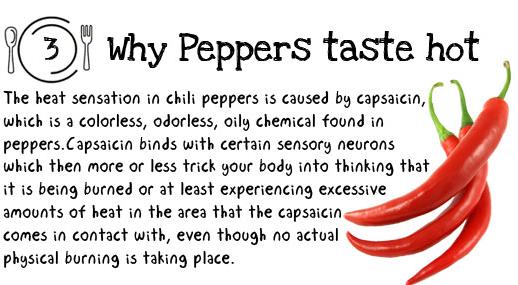 3 Why Peppers taste hot
The heat sensation in chili peppers is caused by capsaicin,
which is a colorless, odorless, oily chemical found in
peppers.Capsaicin binds with certain sensory neurons
which then more or less trick your body into thinking that
it is being burned or at least experiencing excessive
amounts of heat in the area that the capsaicin
comes in contact with, even though no actual
physical burning is taking place.